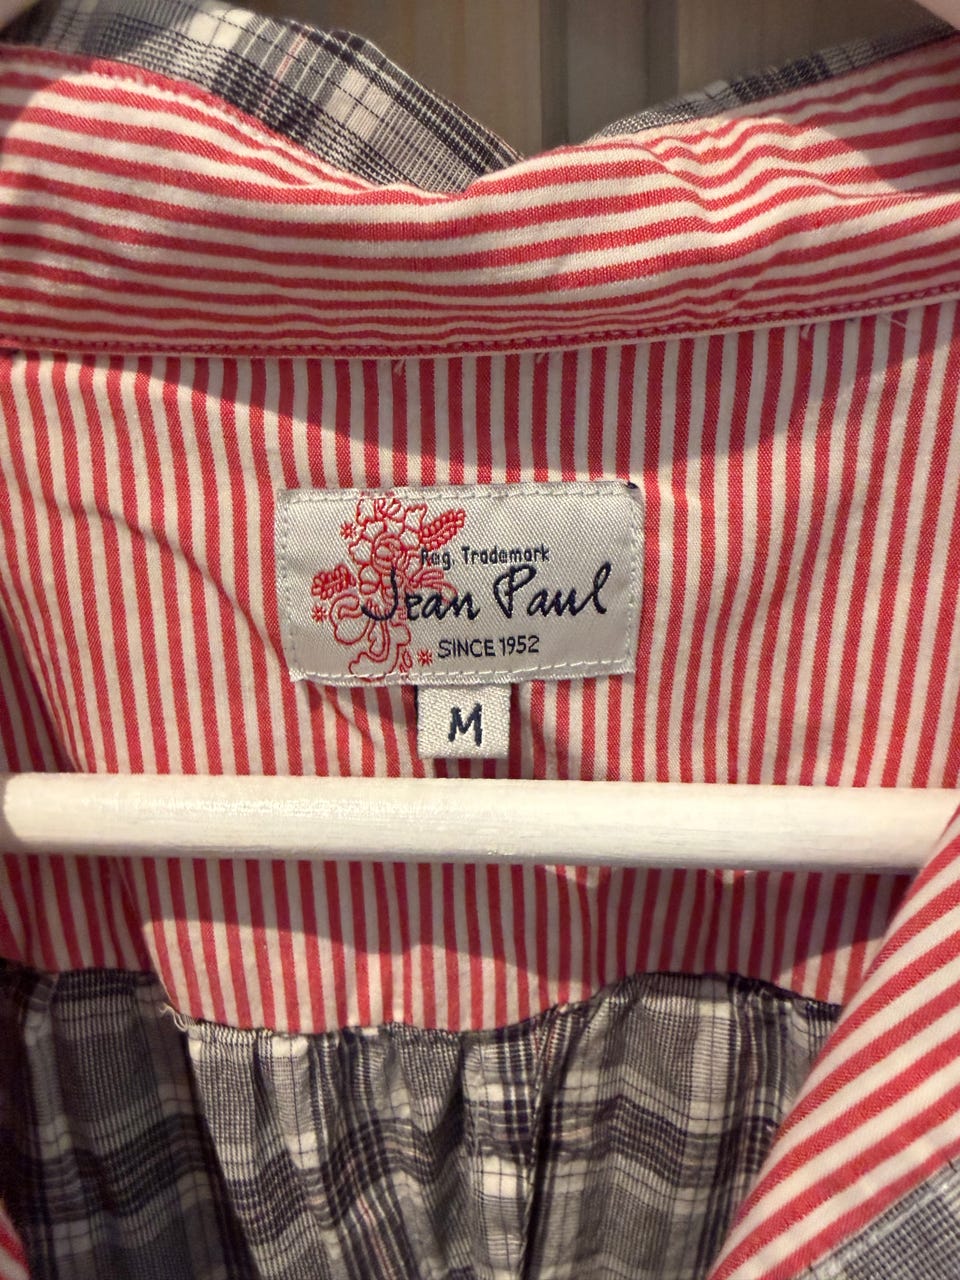 Reg. Trademark
Jean Paul
SINCE 1952
M